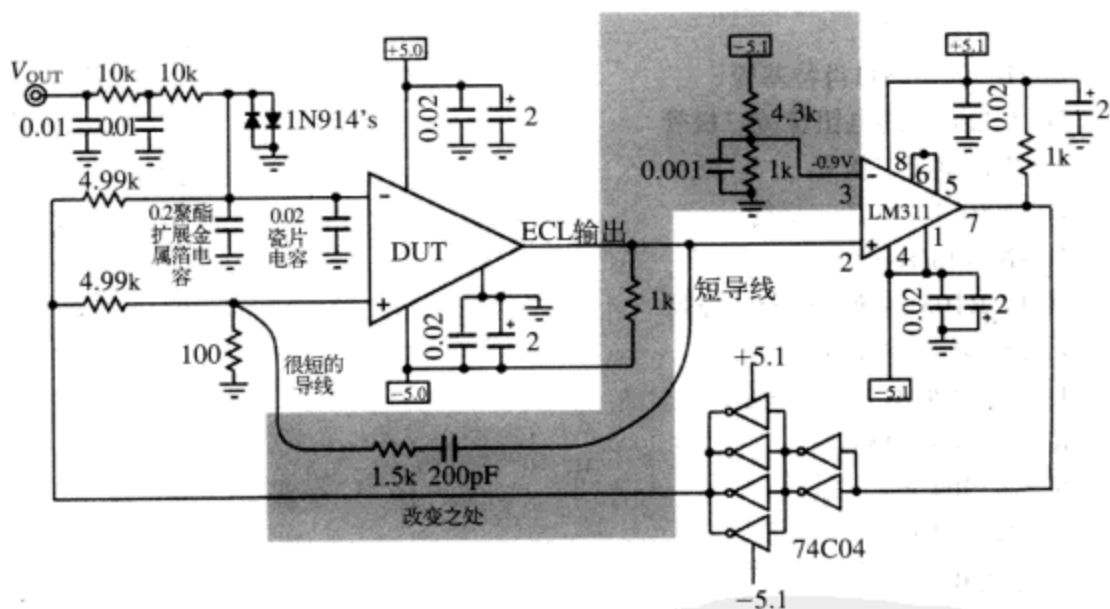 V_OUT
10k
10k
0.01
0.01
1N914's
+5.0
0.02
+
2
−5.1
4.3k
0.001
1k
-0.9V
+5.1
0.02
+
2
1k
4.99k
0.2聚酯
扩展金
属箔电
容
0.02
瓷片
电容
−
DUT
+
ECL输出
−
3
8
6
5
LM311
7
1
+
2
4
4.99k
100
很短的
导线
0.02
+
2
−5.0
1k
短导线
0.02
2
+
−5.1
+5.1
1.5k
200pF
改变之处
74C04
−5.1